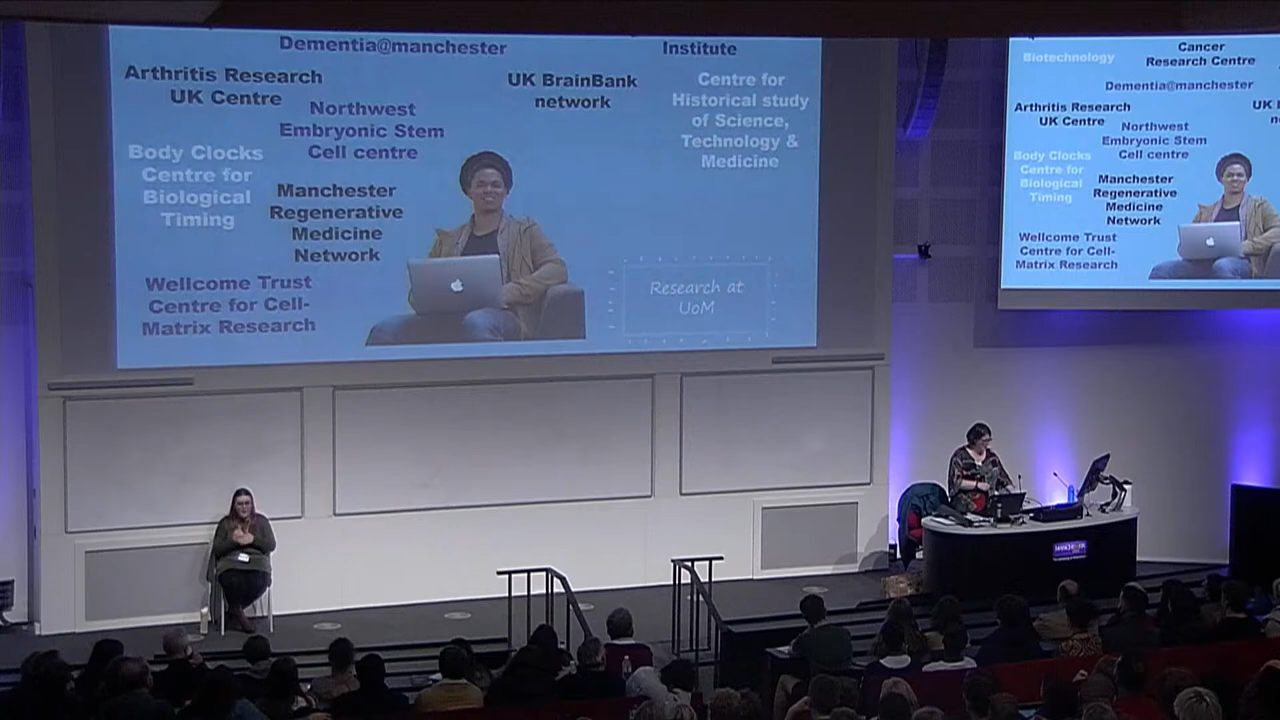 Dementia@manchester
Institute
Arthritis Research
UK Centre
UK BrainBank
network
Centre for
Historical study
of Science,
Technology &
Medicine
Northwest
Embryonic Stem
Cell centre
Body Clocks
Centre for
Biological
Timing
Manchester
Regenerative
Medicine
Network
Wellcome Trust
Centre for Cell-
Matrix Research
Research at
UoM
Biotechnology
Cancer
Research Centre
Dementia@manchester
Arthritis Research
UK Centre
UK
Northwest
Embryonic Stem
Cell centre
Body Clocks
Centre for
Biological
Timing
Manchester
Regenerative
Medicine
Network
Wellcome Trust
Centre for Cell-
Matrix Research
MANCHESTER